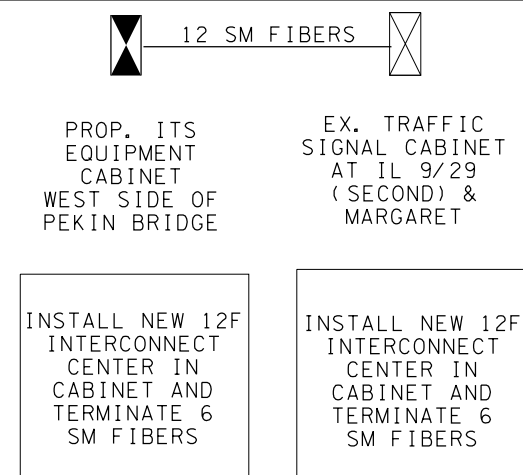 12 SM FIBERS
PROP. ITS
EQUIPMENT
CABINET
WEST SIDE OF
PEKIN BRIDGE
EX. TRAFFIC
SIGNAL CABINET
AT IL 9/29
(SECOND) &
MARGARET
INSTALL NEW 12F
INTERCONNECT
CENTER IN
CABINET AND
TERMINATE 6
SM FIBERS
INSTALL NEW 12F
INTERCONNECT
CENTER IN
CABINET AND
TERMINATE 6
SM FIBERS